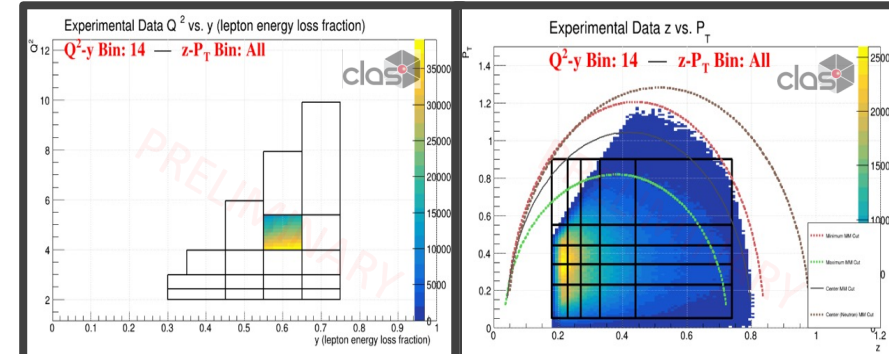 Experimental Data Q² vs. y (lepton energy loss fraction)
Q²-y Bin: 14 — z-P_T Bin: All
clas
Q²
12
10
8
6
4
2
0 0.1 0.2 0.3 0.4 0.5 0.6 0.7 0.8 0.9 1
y (lepton energy loss fraction)
35000
30000
25000
20000
15000
10000
5000
0
PRELIMINARY
Experimental Data z vs. P_T
Q²-y Bin: 14 — z-P_T Bin: All
clas
P_T
1.4
1.2
1
0.8
0.6
0.4
0.2
0
0 0.2 0.4 0.6 0.8 1 1.2
z
2500
2000
1500
1000
Minimum MM Cut
Maximum MM Cut
Center MM Cut
Center (Neutron) MM Cut